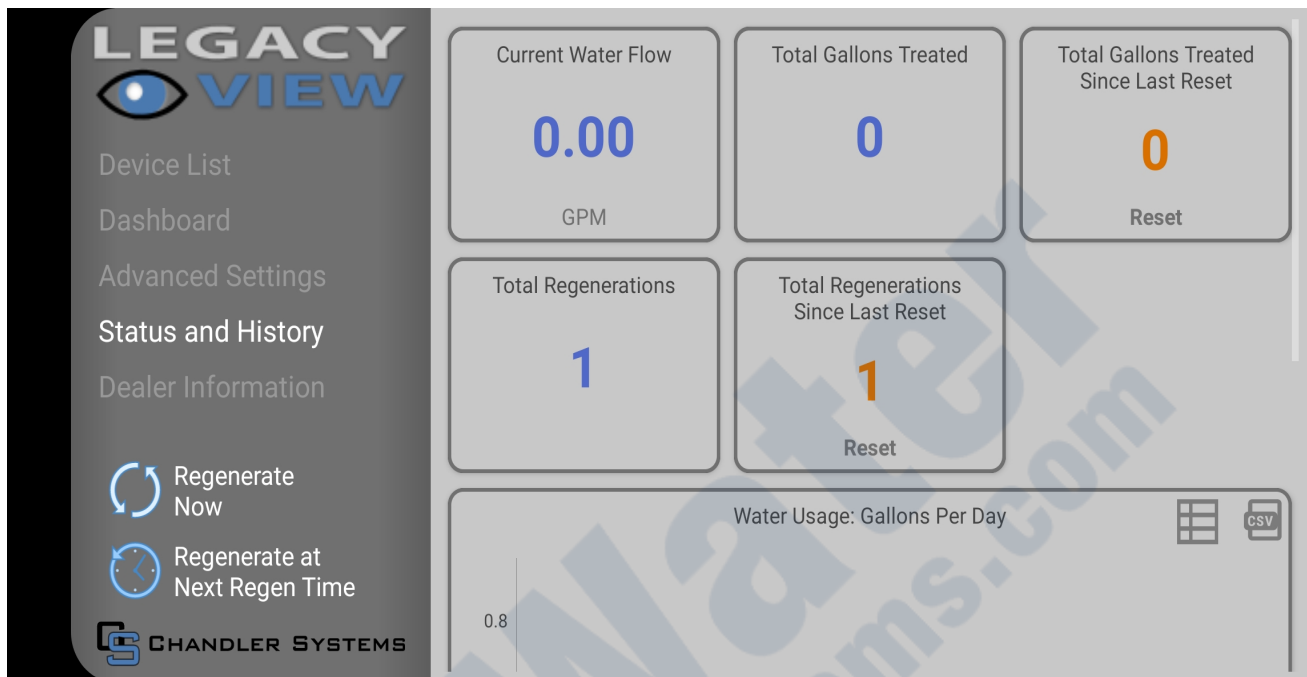 LEGACY
VIEW
Device List
Dashboard
Advanced Settings
Status and History
Dealer Information
Regenerate
Now
Regenerate at
Next Regen Time
CHANDLER SYSTEMS
Current Water Flow
0.00
GPM
Total Gallons Treated
0
Total Gallons Treated
Since Last Reset
0
Reset
Total Regenerations
1
Total Regenerations
Since Last Reset
1
Reset
Water Usage: Gallons Per Day
CSV
0.8
Water
ms.com